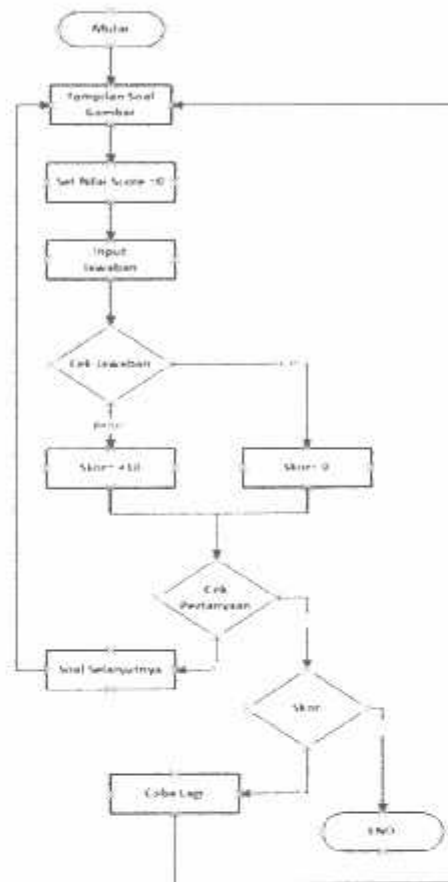 Mulai
Tampilan Soal
Gambar
Set Nilai Score =0
Input
Jawaban
Cek Jawaban
Benar
Skor= +10
Skor= 0
Cek
Pertanyaan
Soal Selanjutnya
Skor
Coba Lagi
END